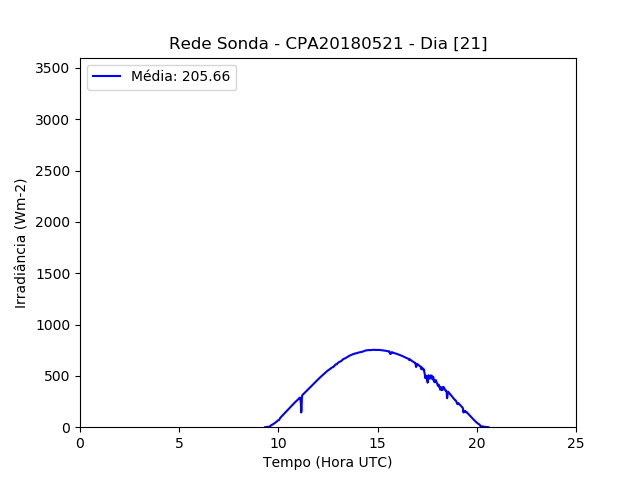 Rede Sonda - CPA20180521 - Dia [21]
Média: 205.66
3500
3000
2500
2000
1500
1000
500
0
Irradiância (Wm-2)
0 5 10 15 20 25
Tempo (Hora UTC)